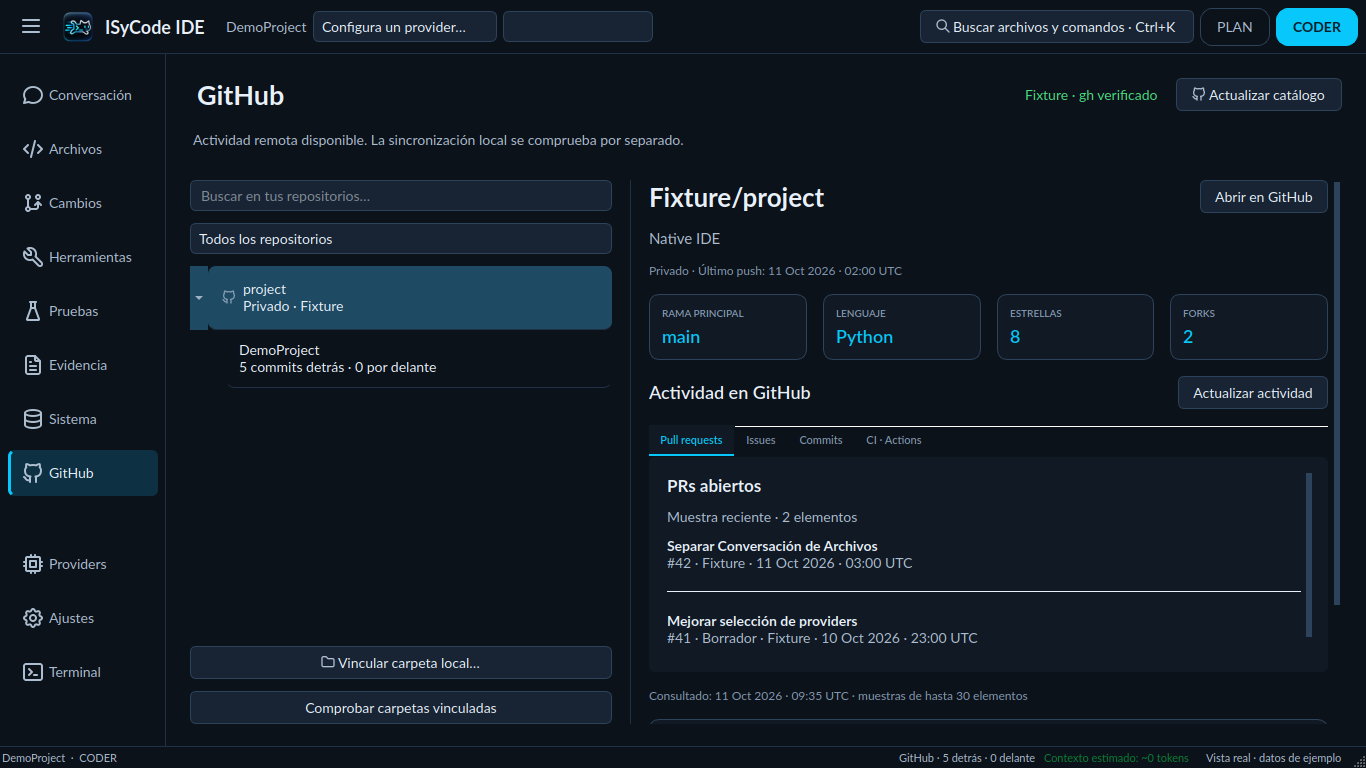 ISyCode IDE
DemoProject
Configura un provider...
Buscar archivos y comandos · Ctrl+K
PLAN
CODER
Conversación
Archivos
Cambios
Herramientas
Pruebas
Evidencia
Sistema
GitHub
Providers
Ajustes
Terminal
GitHub
Fixture · gh verificado
Actualizar catálogo
Actividad remota disponible. La sincronización local se comprueba por separado.
Buscar en tus repositorios...
Todos los repositorios
project
Privado · Fixture
DemoProject
5 commits detrás · 0 por delante
Vincular carpeta local...
Comprobar carpetas vinculadas
Fixture/project
Abrir en GitHub
Native IDE
Privado · Último push: 11 Oct 2026 · 02:00 UTC
RAMA PRINCIPAL
main
LENGUAJE
Python
ESTRELLAS
8
FORKS
2
Actividad en GitHub
Actualizar actividad
Pull requests
Issues
Commits
CI · Actions
PRs abiertos
Muestra reciente · 2 elementos
Separar Conversación de Archivos
#42 · Fixture · 11 Oct 2026 · 03:00 UTC
Mejorar selección de providers
#41 · Borrador · Fixture · 10 Oct 2026 · 23:00 UTC
Consultado: 11 Oct 2026 · 09:35 UTC · muestras de hasta 30 elementos
DemoProject · CODER
GitHub · 5 detrás · 0 delante
Contexto estimado: ~0 tokens
Vista real · datos de ejemplo